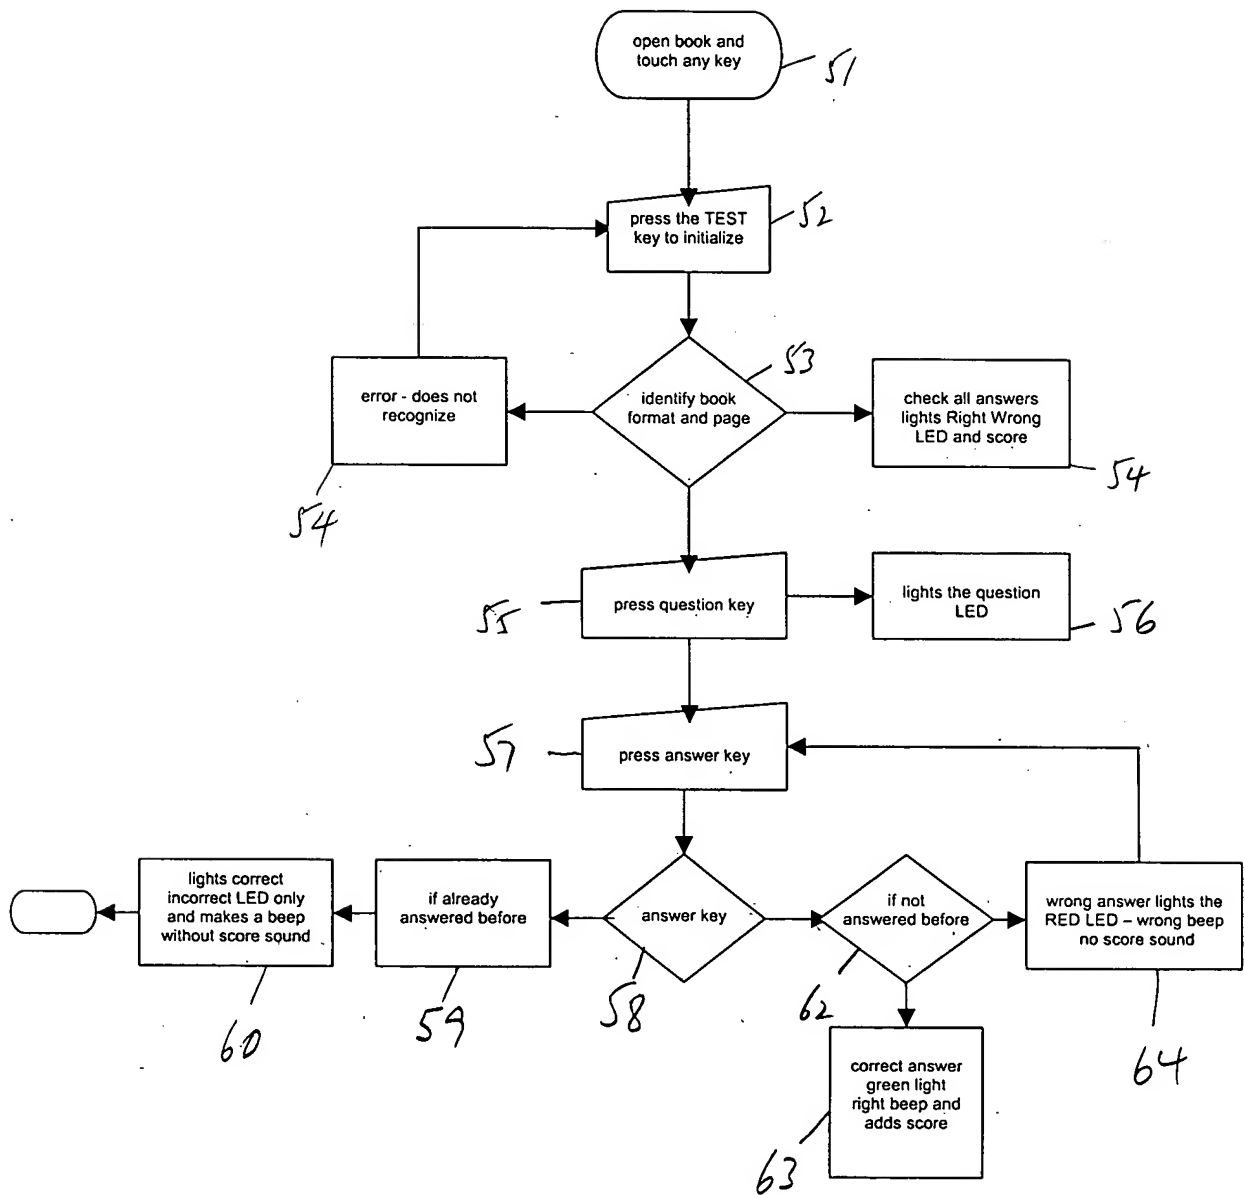 open book and
touch any key
51
press the TEST
key to initialize
52
53
error - does not
recognize
identify book
format and page
check all answers
lights Right Wrong
LED and score
54
54
press question key
55
lights the question
LED
56
press answer key
57
lights correct
incorrect LED only
and makes a beep
without score sound
if already
answered before
answer key
if not
answered before
wrong answer lights the
RED LED – wrong beep
no score sound
60
59
58
62
64
correct answer
green light
right beep and
adds score
63